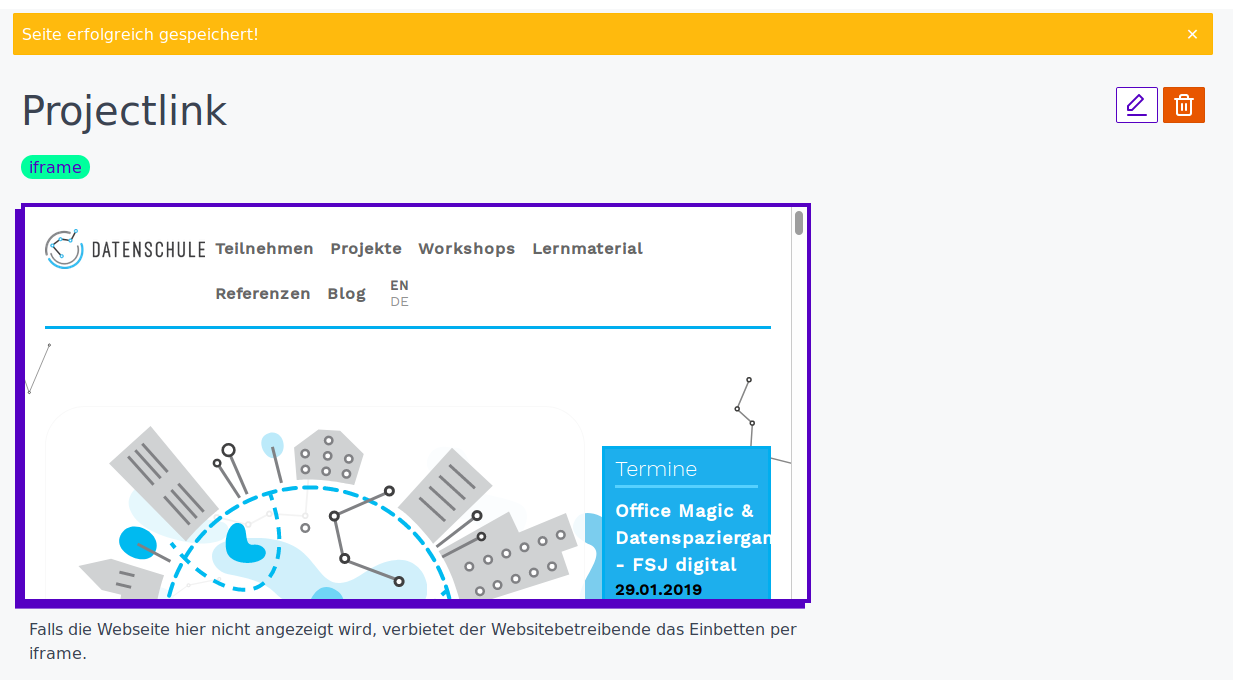 Seite erfolgreich gespeichert!
Projectlink
iframe
DATENSCHULE Teilnehmen Projekte Workshops Lernmaterial
Referenzen Blog EN
DE
Termine
Office Magic &
Datenspaziergan
- FSJ digital
29.01.2019
Falls die Webseite hier nicht angezeigt wird, verbietet der Websitebetreibende das Einbetten per
iframe.